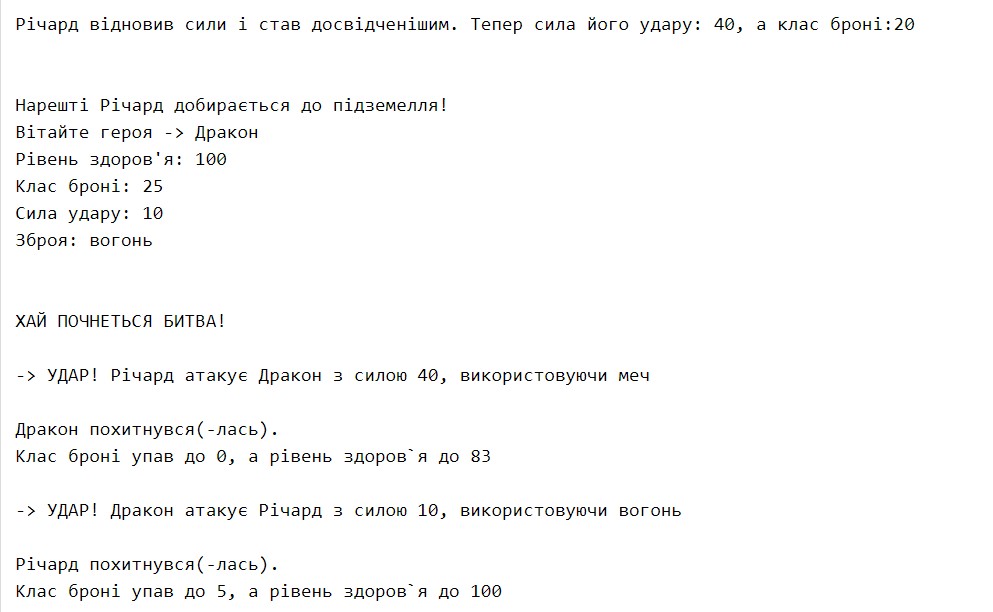 Річард відновив сили і став досвідченішим. Тепер сила його удару: 40, а клас броні:20
Нарешті Річард добирається до підземелля!
Вітайте героя -> Дракон
Рівень здоров'я: 100
Клас броні: 25
Сила удару: 10
Зброя: вогонь
ХАЙ ПОЧНЕТЬСЯ БИТВА!
-> УДАР! Річард атакує Дракон з силою 40, використовуючи меч
Дракон похитнувся(-лась).
Клас броні упав до 0, а рівень здоров`я до 83
-> УДАР! Дракон атакує Річард з силою 10, використовуючи вогонь
Річард похитнувся(-лась).
Клас броні упав до 5, а рівень здоров`я до 100